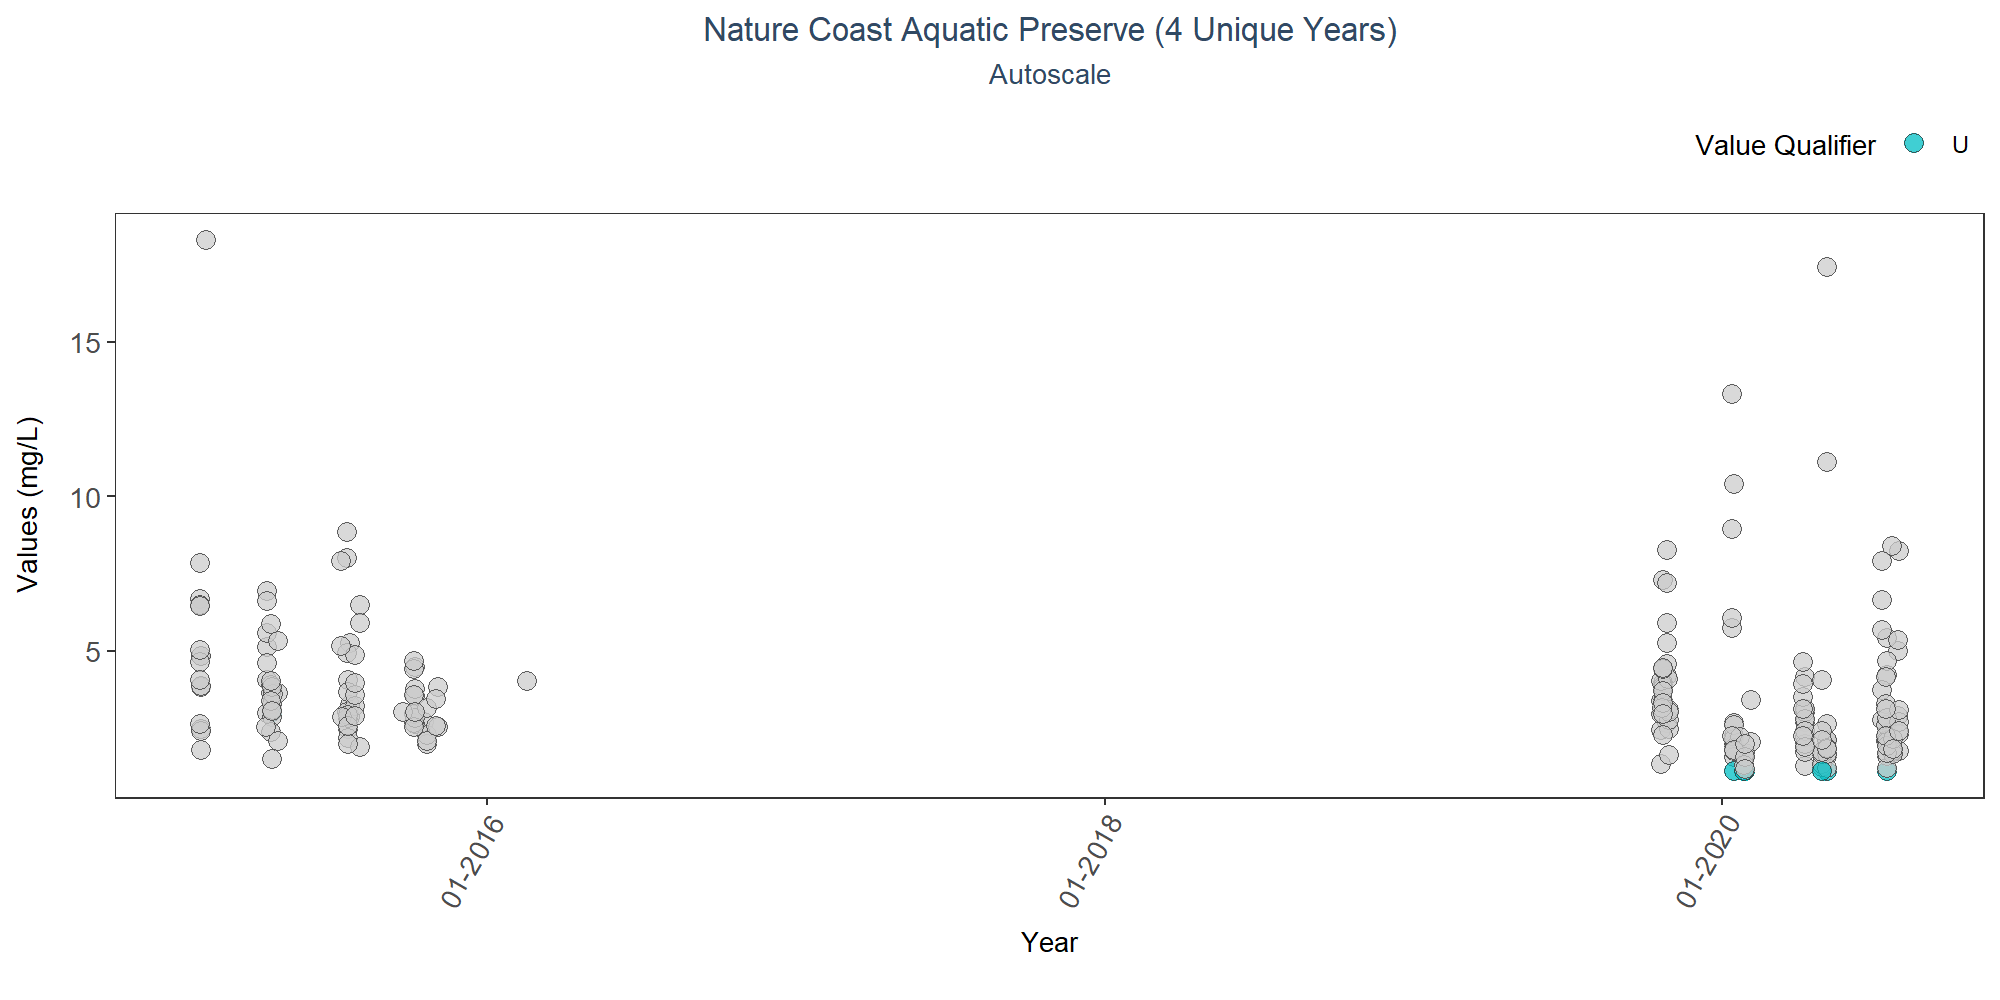 Nature Coast Aquatic Preserve (4 Unique Years)
Autoscale
Value Qualifier U
15
10
5
Values (mg/L)
01-2016
01-2018
01-2020
Year